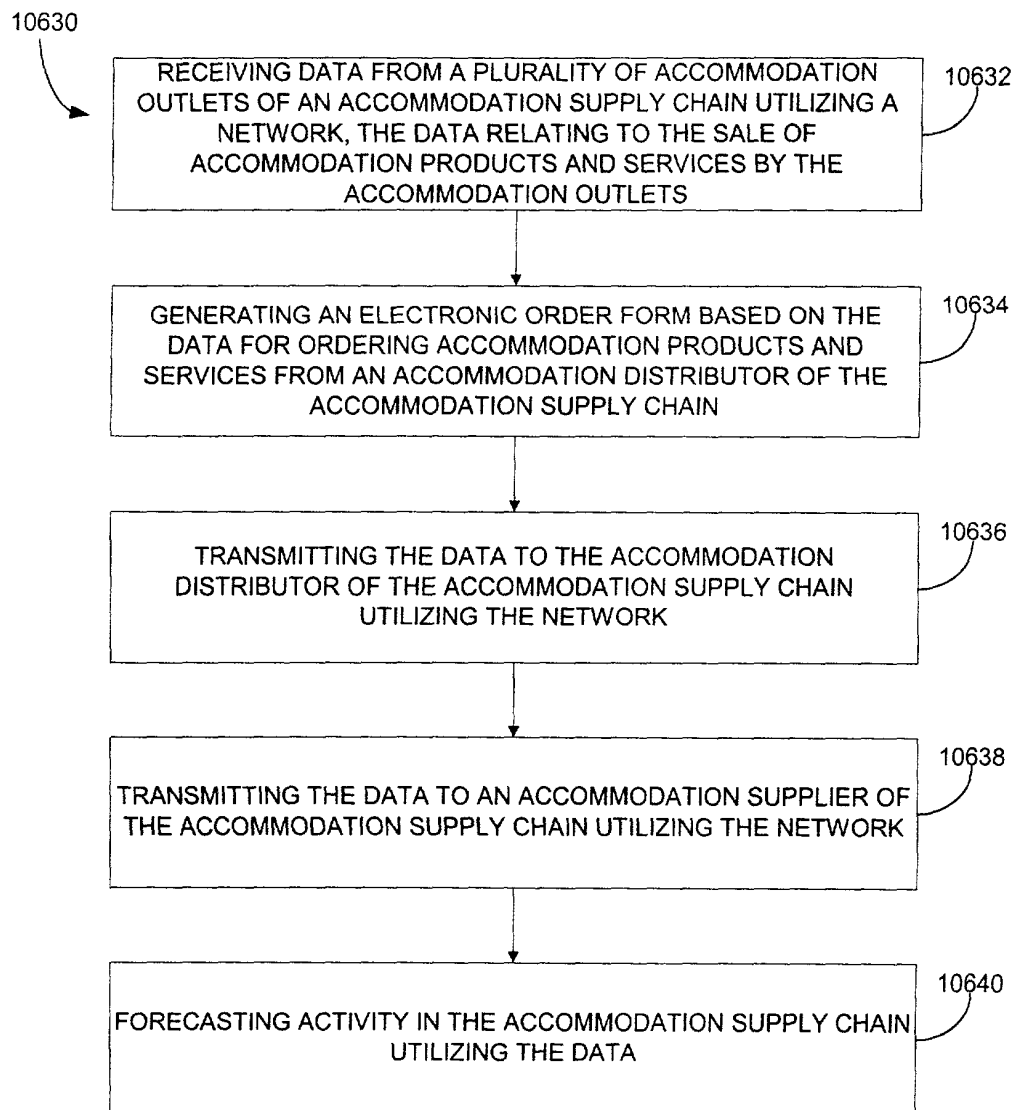 10630
RECEIVING DATA FROM A PLURALITY OF ACCOMMODATION
OUTLETS OF AN ACCOMMODATION SUPPLY CHAIN UTILIZING A
NETWORK, THE DATA RELATING TO THE SALE OF
ACCOMMODATION PRODUCTS AND SERVICES BY THE
ACCOMMODATION OUTLETS
10632
GENERATING AN ELECTRONIC ORDER FORM BASED ON THE
DATA FOR ORDERING ACCOMMODATION PRODUCTS AND
SERVICES FROM AN ACCOMMODATION DISTRIBUTOR OF THE
ACCOMMODATION SUPPLY CHAIN
10634
TRANSMITTING THE DATA TO THE ACCOMMODATION
DISTRIBUTOR OF THE ACCOMMODATION SUPPLY CHAIN
UTILIZING THE NETWORK
10636
TRANSMITTING THE DATA TO AN ACCOMMODATION SUPPLIER OF
THE ACCOMMODATION SUPPLY CHAIN UTILIZING THE NETWORK
10638
FORECASTING ACTIVITY IN THE ACCOMMODATION SUPPLY CHAIN
UTILIZING THE DATA
10640